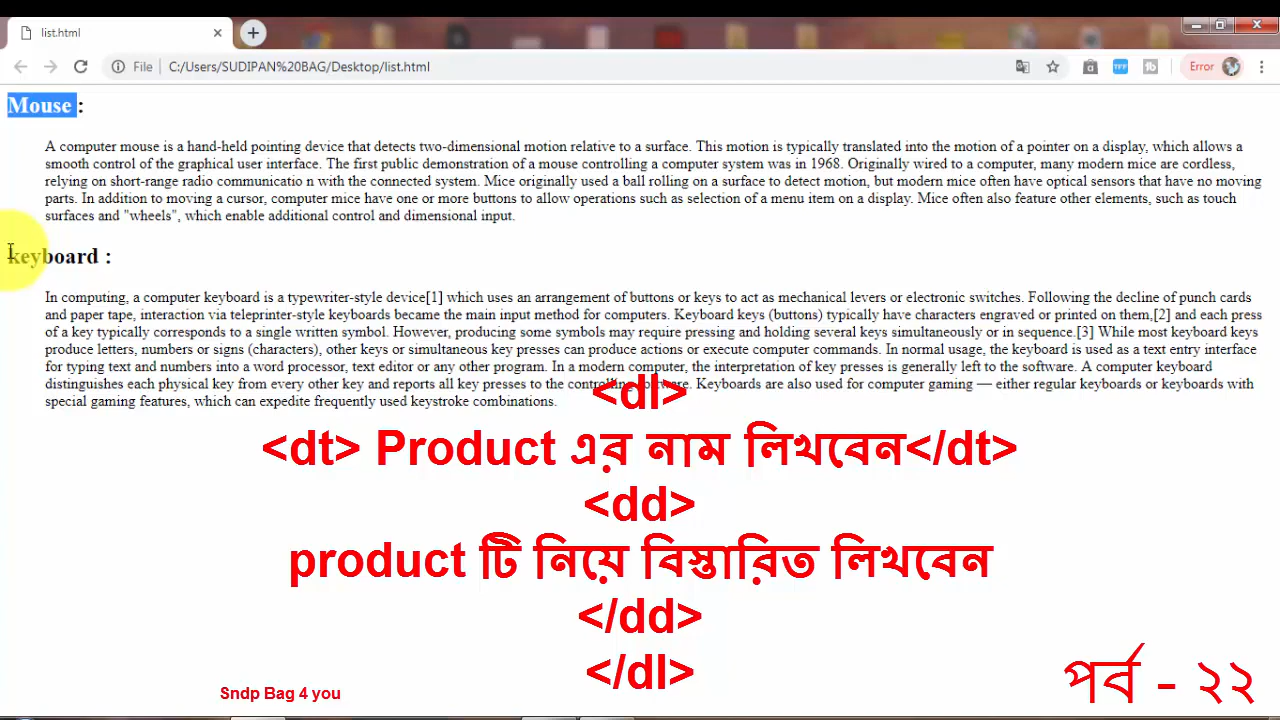 list.html
File C:/Users/SUDIPAN%20BAG/Desktop/list.html
Error
Mouse :
A computer mouse is a hand-held pointing device that detects two-dimensional motion relative to a surface. This motion is typically translated into the motion of a pointer on a display, which allows a
smooth control of the graphical user interface. The first public demonstration of a mouse controlling a computer system was in 1968. Originally wired to a computer, many modern mice are cordless,
relying on short-range radio communicatio n with the connected system. Mice originally used a ball rolling on a surface to detect motion, but modern mice often have optical sensors that have no moving
parts. In addition to moving a cursor, computer mice have one or more buttons to allow operations such as selection of a menu item on a display. Mice often also feature other elements, such as touch
surfaces and "wheels", which enable additional control and dimensional input.
keyboard :
In computing, a computer keyboard is a typewriter-style device[1] which uses an arrangement of buttons or keys to act as mechanical levers or electronic switches. Following the decline of punch cards
and paper tape, interaction via teleprinter-style keyboards became the main input method for computers. Keyboard keys (buttons) typically have characters engraved or printed on them,[2] and each press
of a key typically corresponds to a single written symbol. However, producing some symbols may require pressing and holding several keys simultaneously or in sequence.[3] While most keyboard keys
produce letters, numbers or signs (characters), other keys or simultaneous key presses can produce actions or execute computer commands. In normal usage, the keyboard is used as a text entry interface
for typing text and numbers into a word processor, text editor or any other program. In a modern computer, the interpretation of key presses is generally left to the software. A computer keyboard
distinguishes each physical key from every other key and reports all key presses to the controlling software. Keyboards are also used for computer gaming — either regular keyboards or keyboards with
special gaming features, which can expedite frequently used keystroke combinations.
<dl>
<dt> Product এর নাম লিখবেন</dt>
<dd>
product টি নিয়ে বিস্তারিত লিখবেন
</dd>
</dl>
Sndp Bag 4 you
পর্ব - ২২